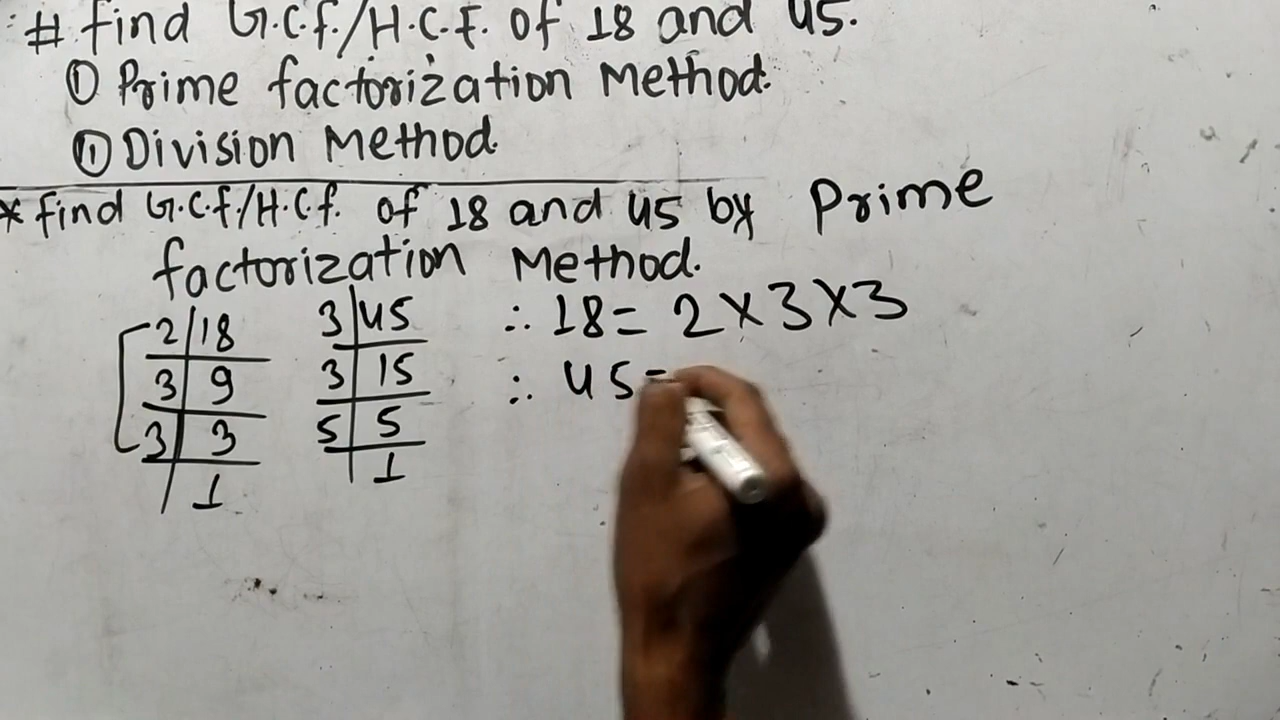 # find G.C.f./H.C.F. of 18 and 45.
① Prime factorization Method.
① Division Method.
* find G.C.f./H.C.f. of 18 and 45 by Prime
factorization Method.
2 | 18
3 | 9
3 | 3
1
3 | 45
3 | 15
5 | 5
1
∴ 18 = 2 × 3 × 3
∴ 45 =